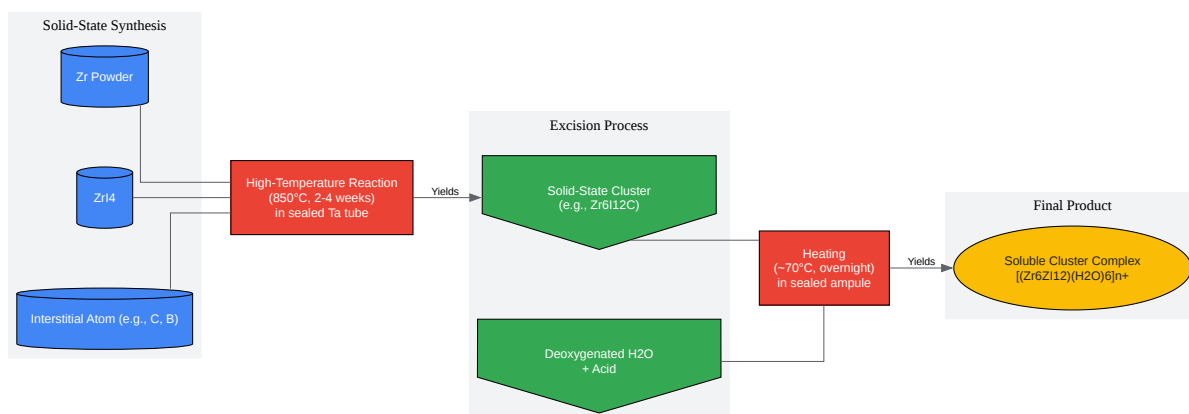 Solid-State Synthesis
Zr Powder
ZrI4
Interstitial Atom (e.g., C, B)
High-Temperature Reaction
(850°C, 2-4 weeks)
in sealed Ta tube
Yields
Excision Process
Solid-State Cluster
(e.g., Zr6I12C)
Deoxygenated H2O
+ Acid
Heating
(~70°C, overnight)
in sealed ampule
Yields
Final Product
Soluble Cluster Complex
[(Zr6ZI12)(H2O)6]n+